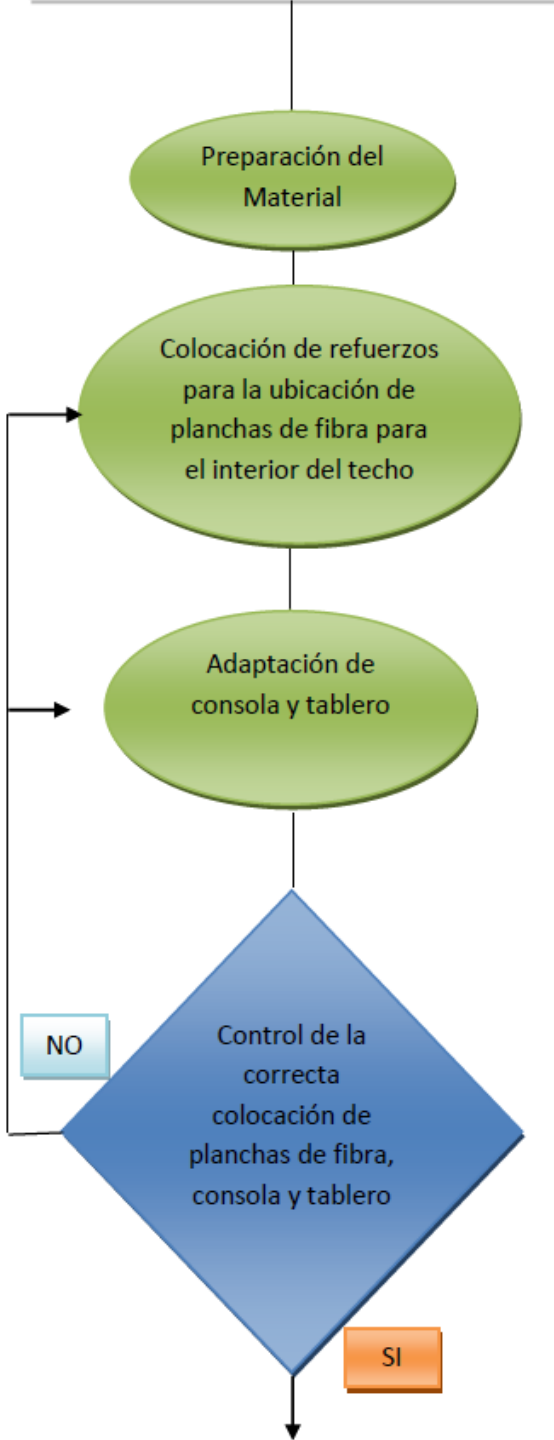 Preparación del
Material
Colocación de refuerzos
para la ubicación de
planchas de fibra para
el interior del techo
Adaptación de
consola y tablero
NO
Control de la
correcta
colocación de
planchas de fibra,
consola y tablero
SI